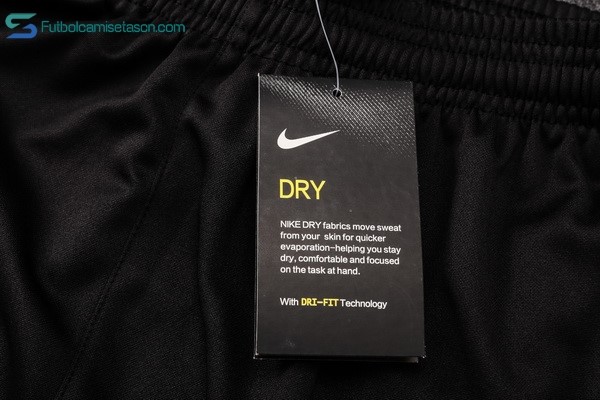 Futbolcamisetascn.com
DRY
NIKE DRY fabrics move sweat
from your skin for quicker
evaporation-helping you stay
dry, comfortable and focused
on the task at hand.
With DRI-FIT Technology